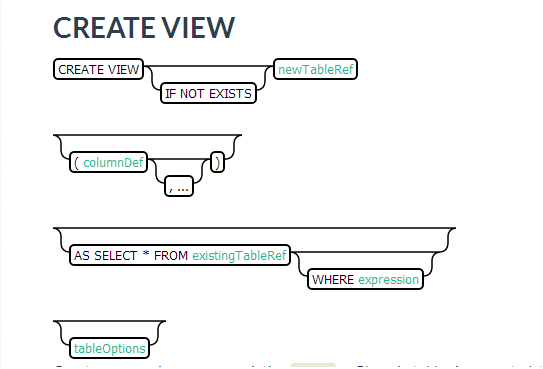 CREATE VIEW
CREATE VIEW newTableRef
IF NOT EXISTS
( columnDef )
, ...
AS SELECT * FROM existingTableRef
WHERE expression
tableOptions